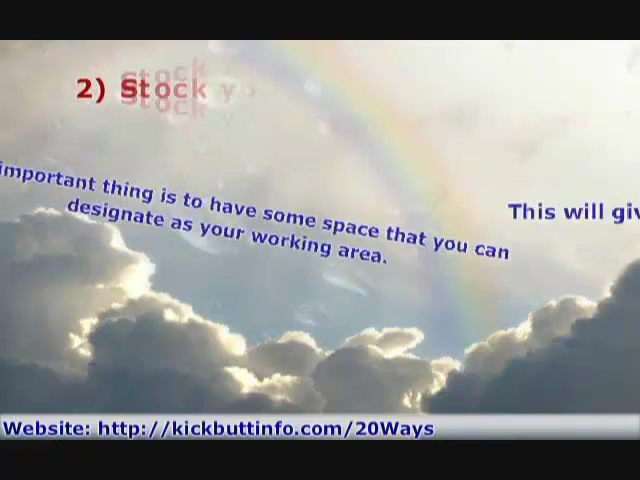 2) Stock yo
important thing is to have some space that you can
designate as your working area.
This will giv
Website: http://kickbuttinfo.com/20Ways